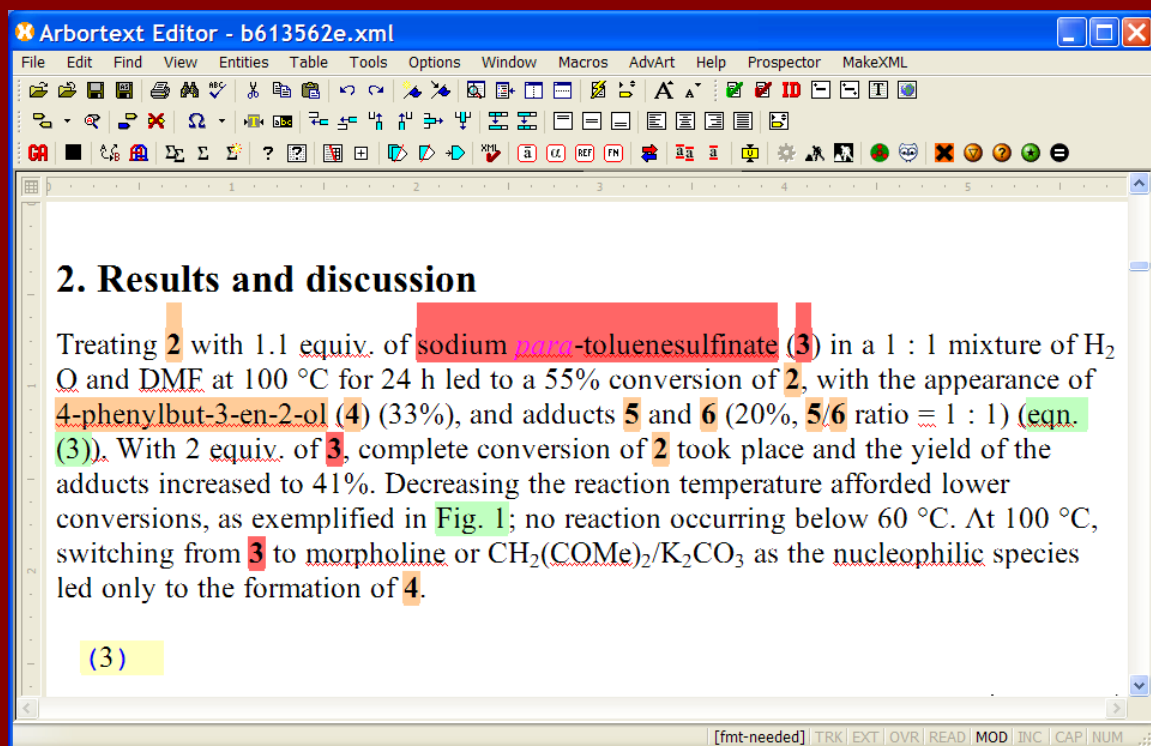 Arbortext Editor - b613562e.xml
File Edit Find View Entities Table Tools Options Window Macros AdvArt Help Prospector MakeXML
2. Results and discussion
Treating 2 with 1.1 equiv. of sodium para-toluenesulfinate (3) in a 1 : 1 mixture of H₂
O and DMF at 100 °C for 24 h led to a 55% conversion of 2, with the appearance of
4-phenylbut-3-en-2-ol (4) (33%), and adducts 5 and 6 (20%, 5/6 ratio = 1 : 1) (eqn.
(3)). With 2 equiv. of 3, complete conversion of 2 took place and the yield of the
adducts increased to 41%. Decreasing the reaction temperature afforded lower
conversions, as exemplified in Fig. 1; no reaction occurring below 60 °C. At 100 °C,
switching from 3 to morpholine or CH₂(COMe)₂/K₂CO₃ as the nucleophilic species
led only to the formation of 4.
(3)
[fmt-needed] TRK EXT OVR READ MOD INC CAP NUM